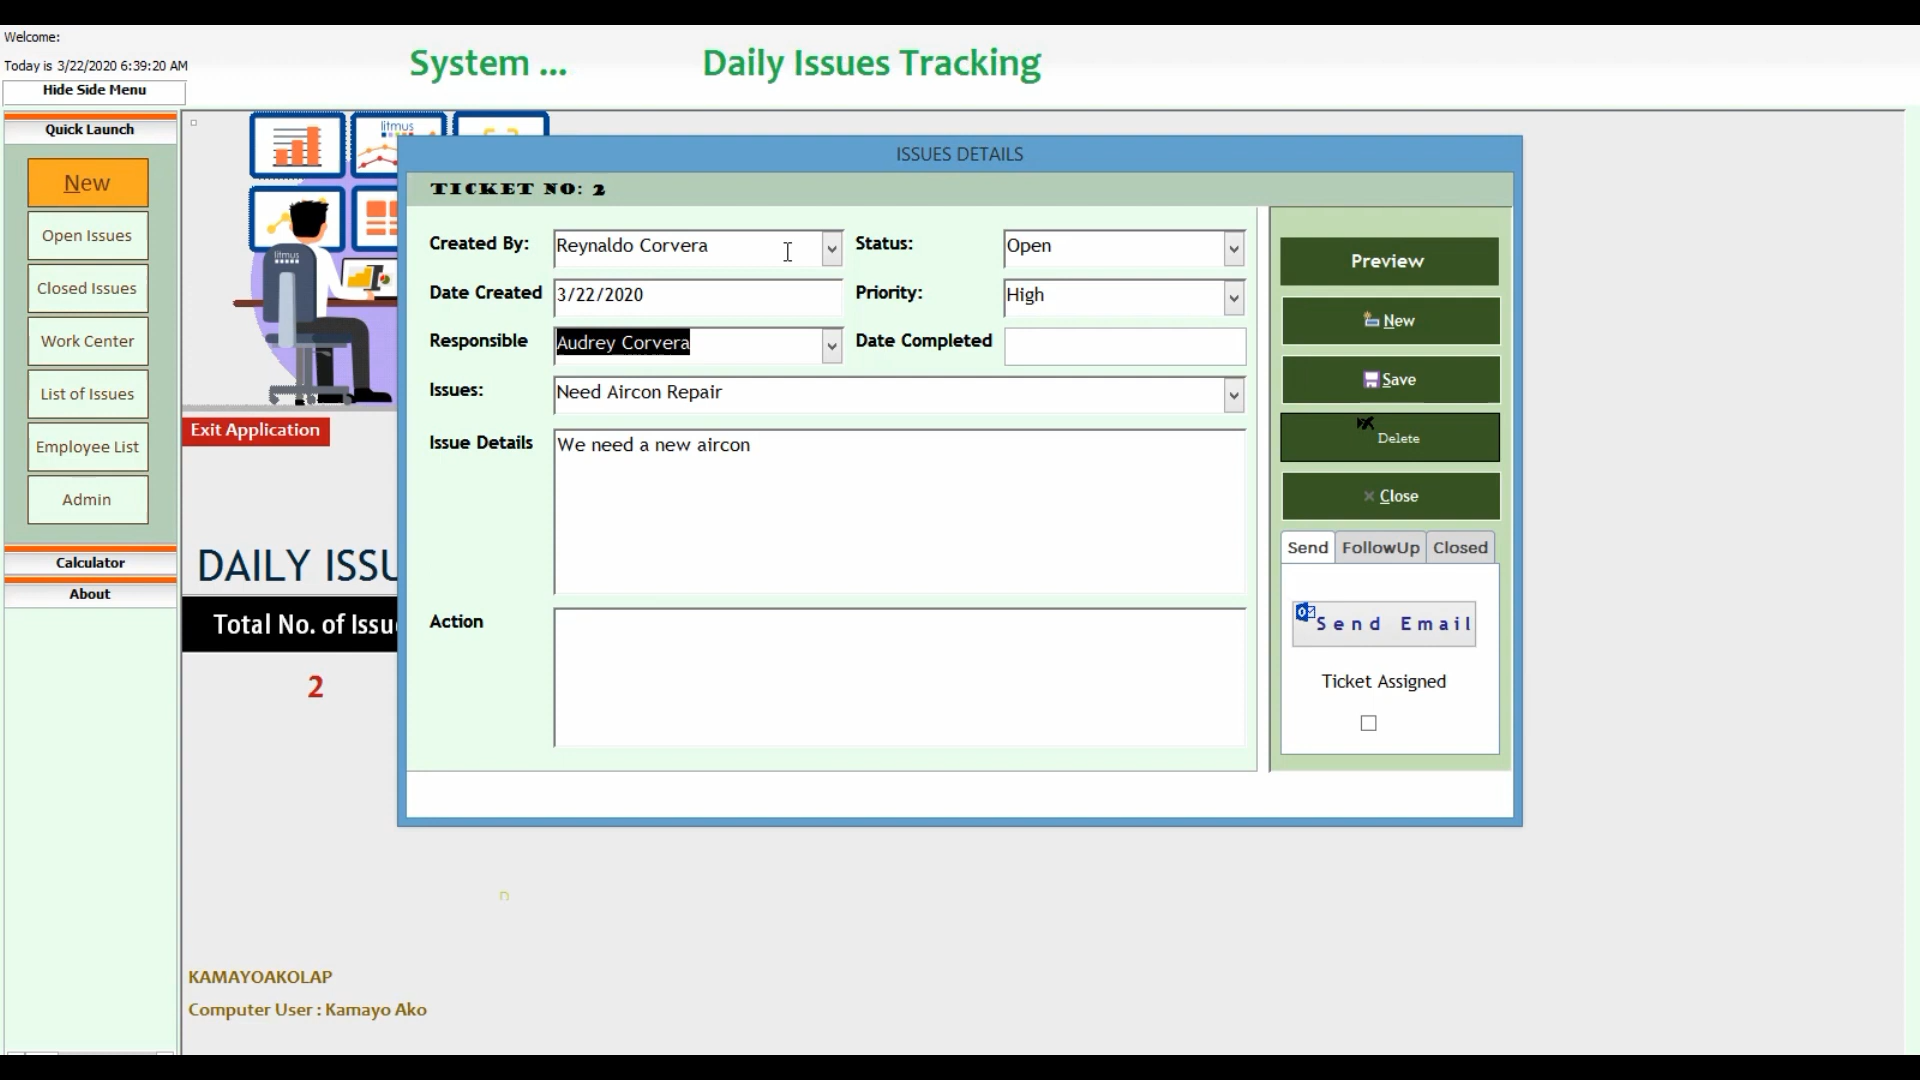 Welcome:
Today is 3/22/2020 6:39:20 AM
System ... Daily Issues Tracking
Hide Side Menu
Quick Launch
New
Open Issues
Closed Issues
Work Center
List of Issues
Employee List
Admin
Calculator
About
litmus
litmus
Exit Application
DAILY ISSU
Total No. of Issu
2
KAMAYOAKOLAP
Computer User : Kamayo Ako
ISSUES DETAILS
TICKET NO: 2
Created By: Reynaldo Corvera Status: Open
Date Created 3/22/2020 Priority: High
Responsible Audrey Corvera Date Completed
Issues: Need Aircon Repair
Issue Details We need a new aircon
Action
Preview
New
Save
Delete
Close
Send FollowUp Closed
Send Email
Ticket Assigned